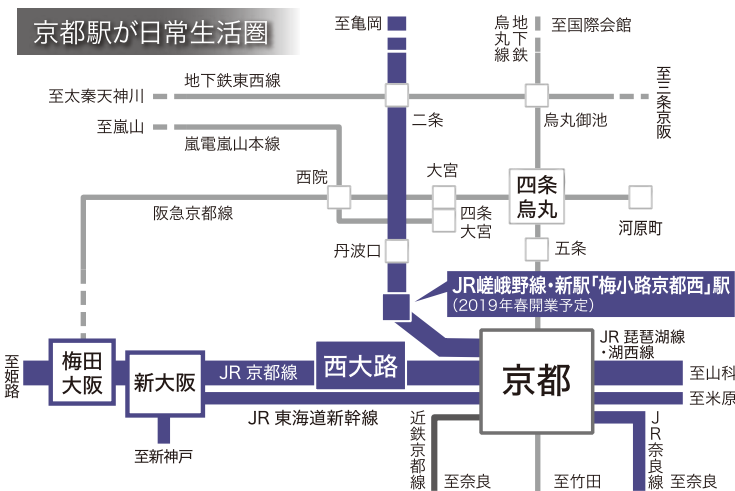 京都駅が日常生活圏
至亀岡
地下鉄
烏丸線
至国際会館
地下鉄東西線
至太秦天神川
至三条京阪
二条
烏丸御池
至嵐山
嵐電嵐山本線
西院
大宮
四条
烏丸
阪急京都線
四条
大宮
河原町
丹波口
五条
JR嵯峨野線・新駅「梅小路京都西」駅
(2019年春開業予定)
JR琵琶湖線
・湖西線
至姫路
梅田
大阪
新大阪
JR京都線
西大路
京都
至山科
至米原
JR東海道新幹線
近鉄京都線
JR奈良線
至新神戸
至奈良
至竹田
至奈良